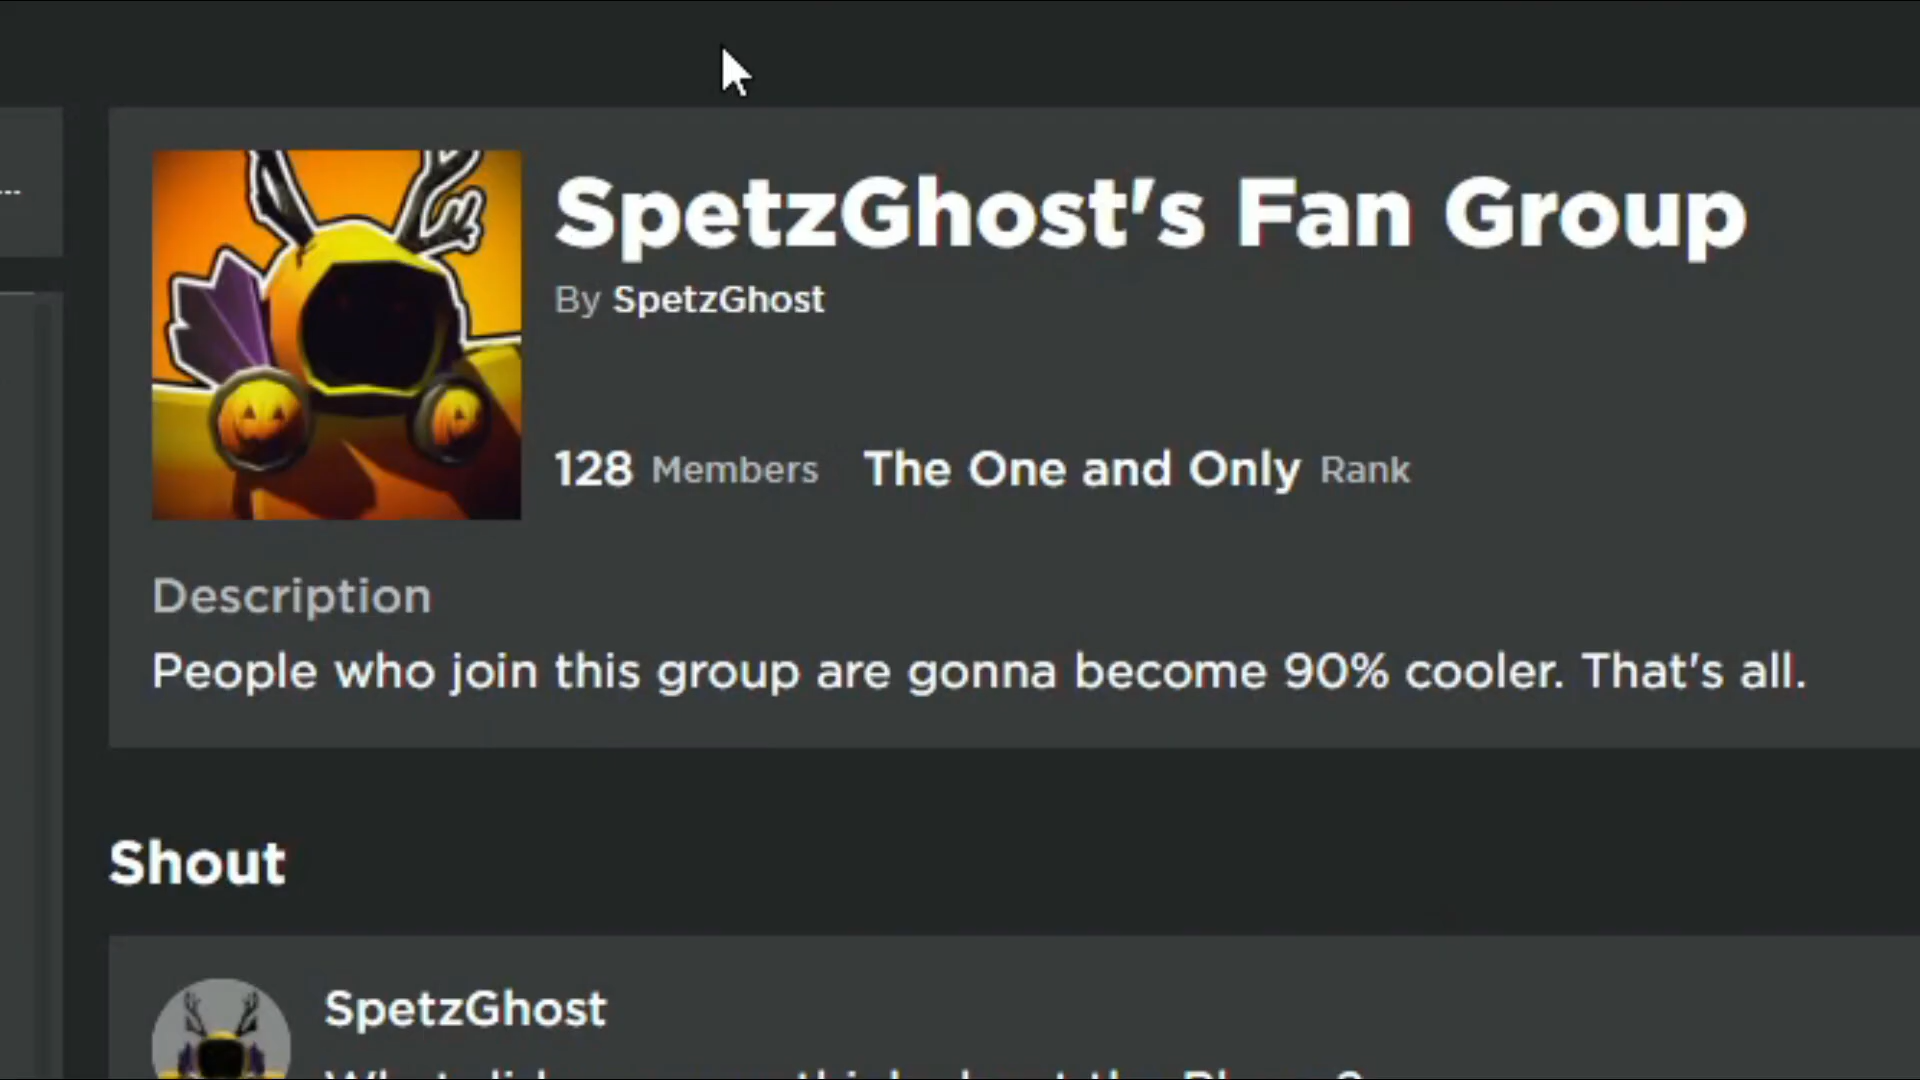 ...
SpetzGhost's Fan Group
By SpetzGhost
128 Members The One and Only Rank
Description
People who join this group are gonna become 90% cooler. That's all.
Shout
SpetzGhost